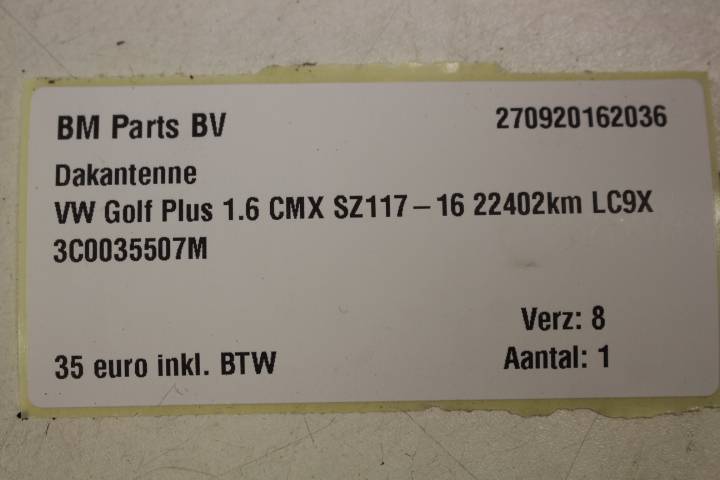 BM Parts BV 270920162036
Dakantenne
VW Golf Plus 1.6 CMX SZ117-16 22402km LC9X
3C0035507M
Verz: 8
35 euro inkl. BTW Aantal: 1